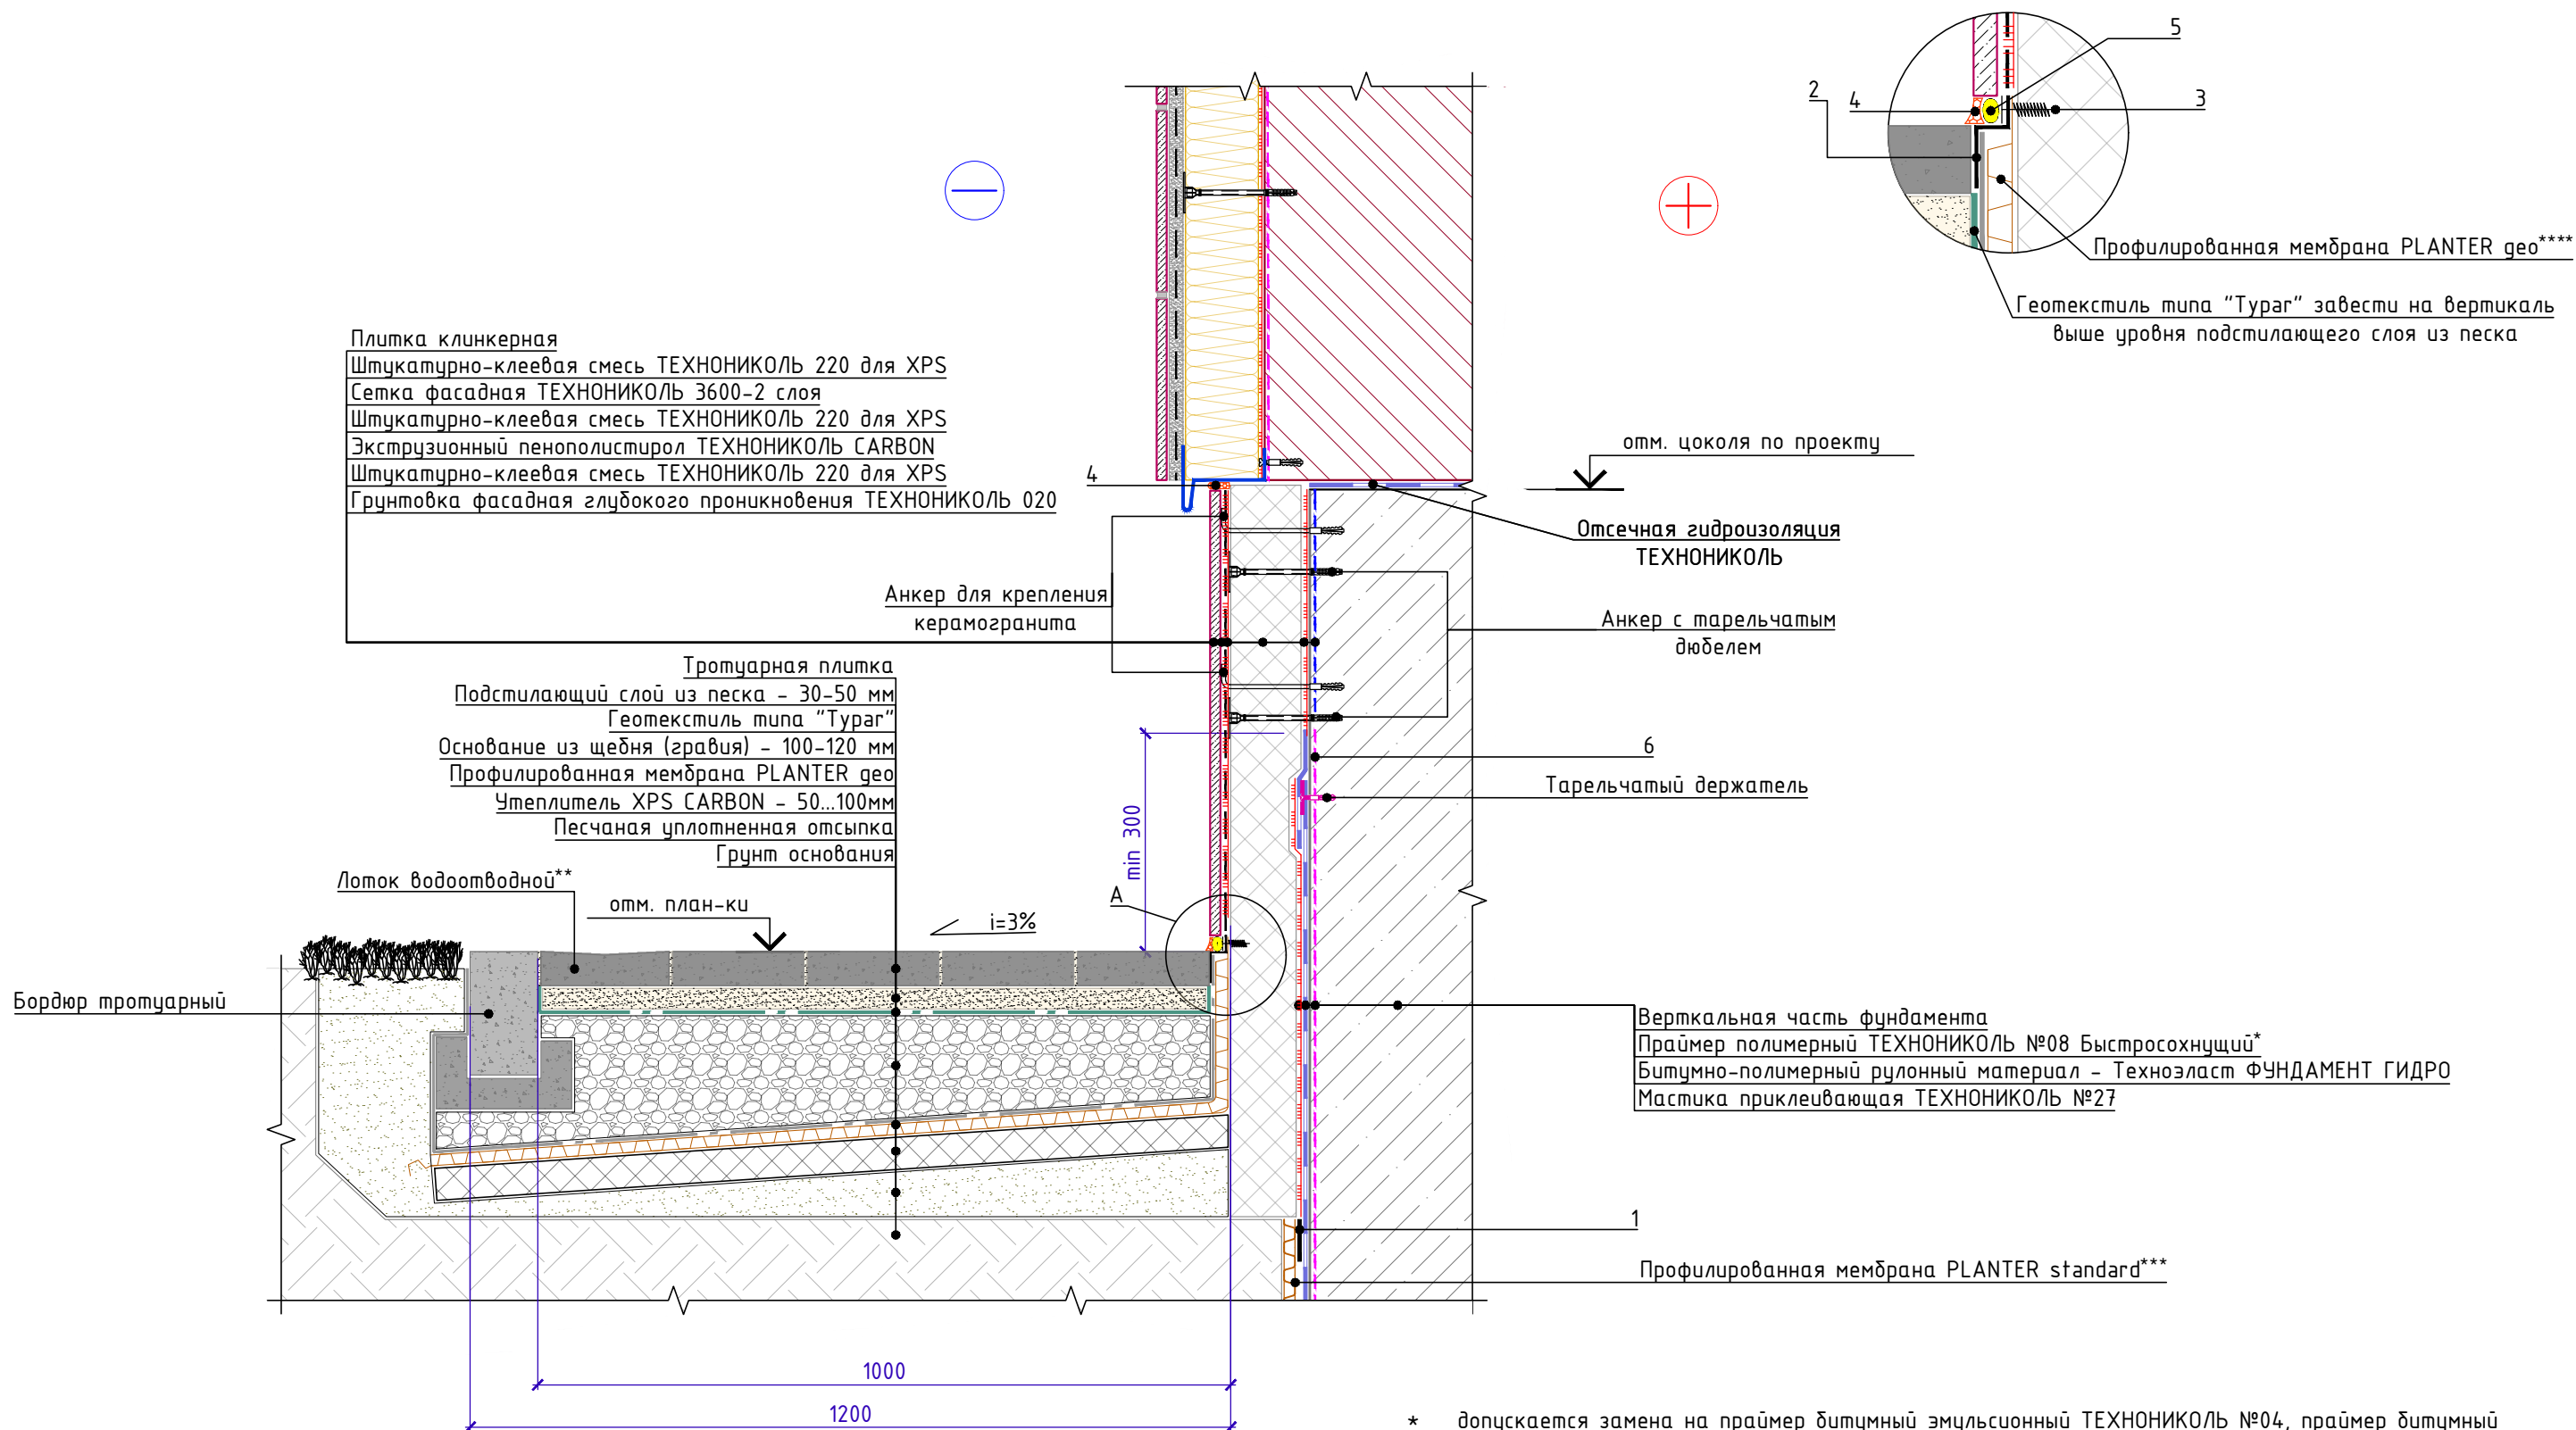 5
2
4
3
Профилированная мембрана PLANTER geo****
Геотекстиль типа "Typar" завести на вертикаль
выше уровня подстилающего слоя из песка
Плитка клинкерная
Штукатурно-клеевая смесь ТЕХНОНИКОЛЬ 220 для XPS
Сетка фасадная ТЕХНОНИКОЛЬ 3600-2 слоя
Штукатурно-клеевая смесь ТЕХНОНИКОЛЬ 220 для XPS
Экструзионный пенополистирол ТЕХНОНИКОЛЬ CARBON
Штукатурно-клеевая смесь ТЕХНОНИКОЛЬ 220 для XPS
Грунтовка фасадная глубокого проникновения ТЕХНОНИКОЛЬ 020
4
отм. цоколя по проекту
Отсечная гидроизоляция
ТЕХНОНИКОЛЬ
Анкер для крепления
керамогранита
Анкер с тарельчатым
дюбелем
Тротуарная плитка
Подстилающий слой из песка - 30-50 мм
Геотекстиль типа "Typar"
Основание из щебня (гравия) - 100-120 мм
Профилированная мембрана PLANTER geo
Утеплитель XPS CARBON - 50...100мм
Песчаная уплотненная отсыпка
Грунт основания
6
Тарельчатый держатель
min 300
Лоток водоотводной**
отм. план-ки
i=3%
А
Бордюр тротуарный
Верткальная часть фундамента
Праймер полимерный ТЕХНОНИКОЛЬ №08 Быстросохнущий*
Битумно-полимерный рулонный материал - Техноэласт ФУНДАМЕНТ ГИДРО
Мастика приклеивающая ТЕХНОНИКОЛЬ №27
1
Профилированная мембрана PLANTER standard***
1000
1200
* допускается замена на праймер битумный эмульсионный ТЕХНОНИКОЛЬ №04, праймер битумный